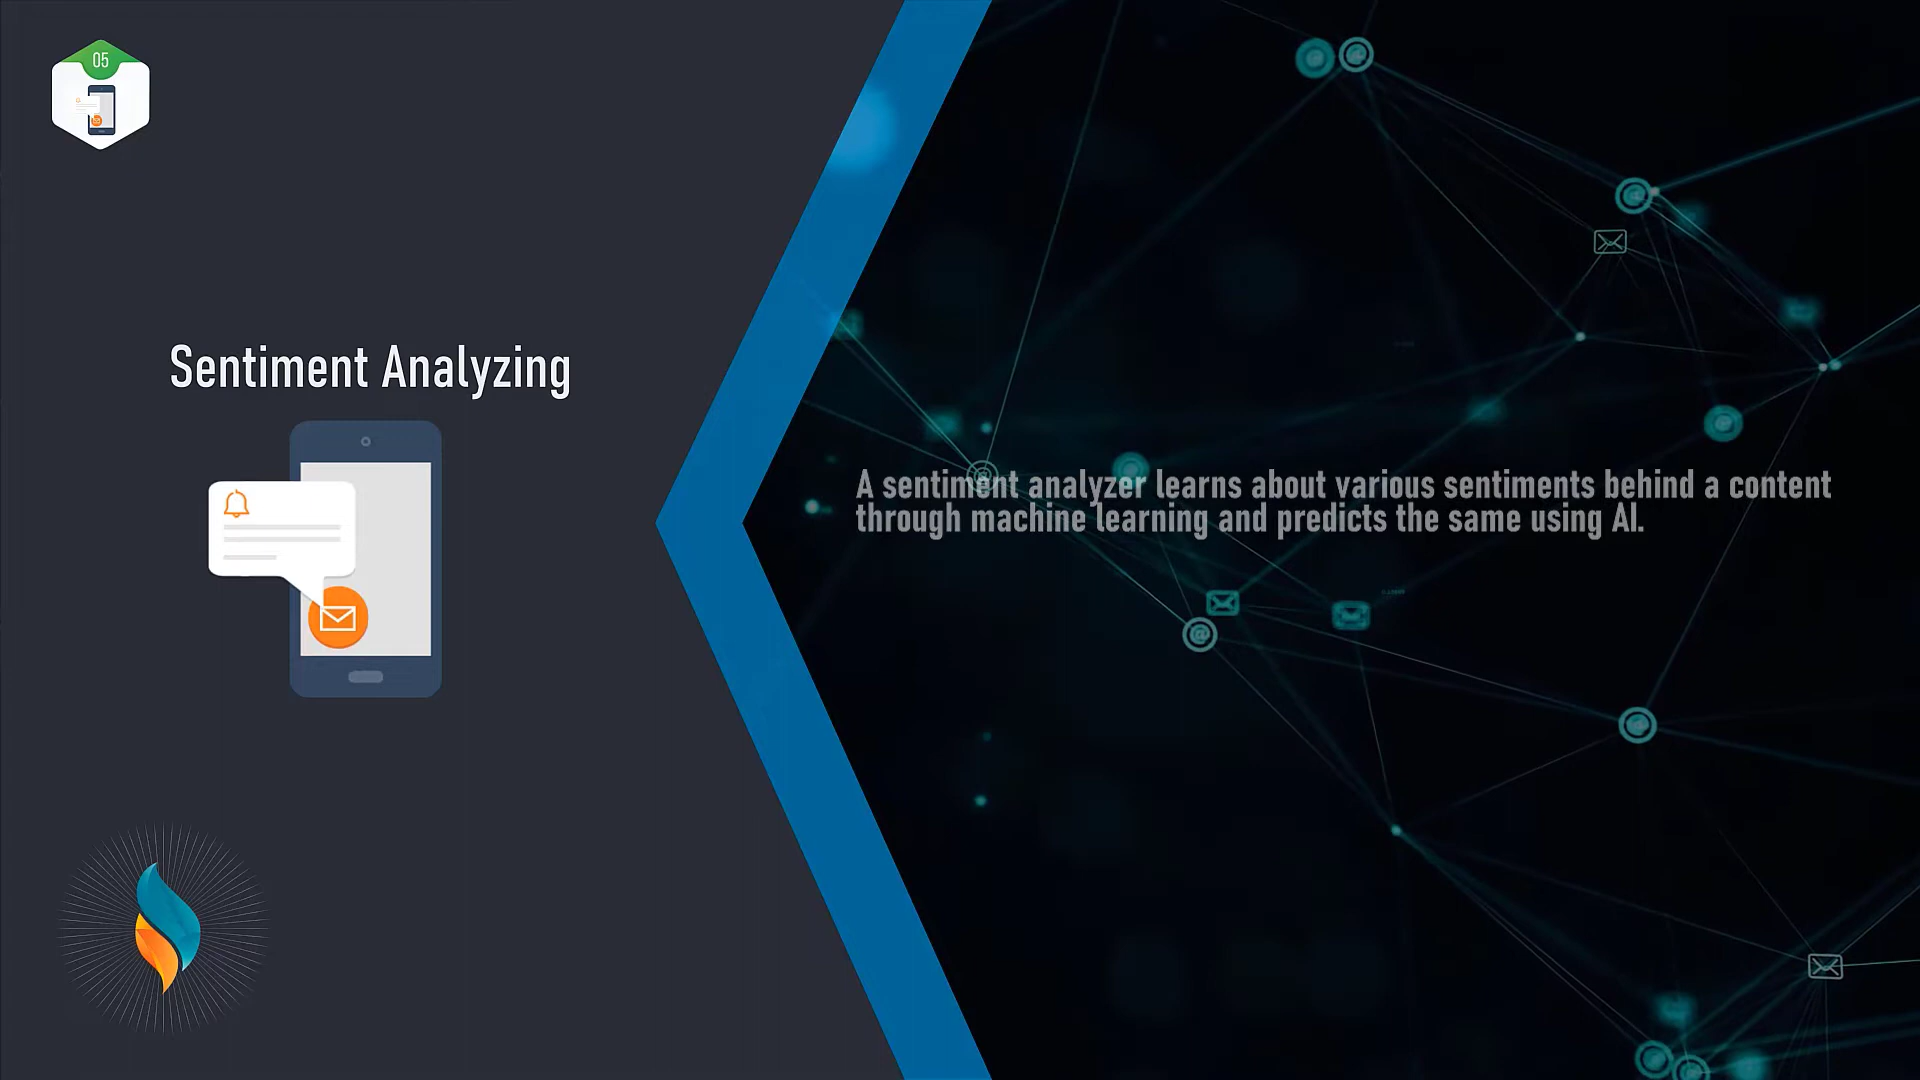 05
Sentiment Analyzing
A sentiment analyzer learns about various sentiments behind a content
through machine learning and predicts the same using AI.